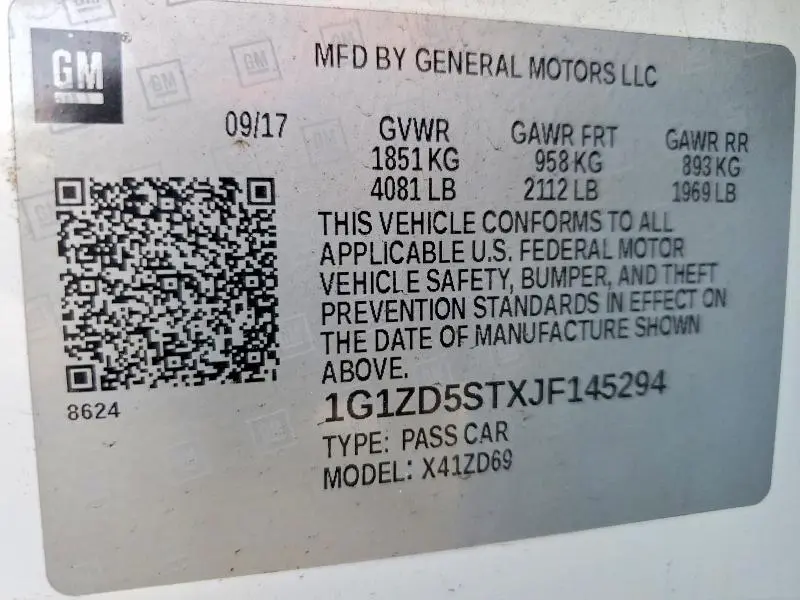 GM
MFD BY GENERAL MOTORS LLC
09/17
GVWR GAWR FRT GAWR RR
1851 KG 958 KG 893 KG
4081 LB 2112 LB 1969 LB
THIS VEHICLE CONFORMS TO ALL
APPLICABLE U.S. FEDERAL MOTOR
VEHICLE SAFETY, BUMPER, AND THEFT
PREVENTION STANDARDS IN EFFECT ON
THE DATE OF MANUFACTURE SHOWN
ABOVE.
8624
1G1ZD5STXJF145294
TYPE: PASS CAR
MODEL: X41ZD69